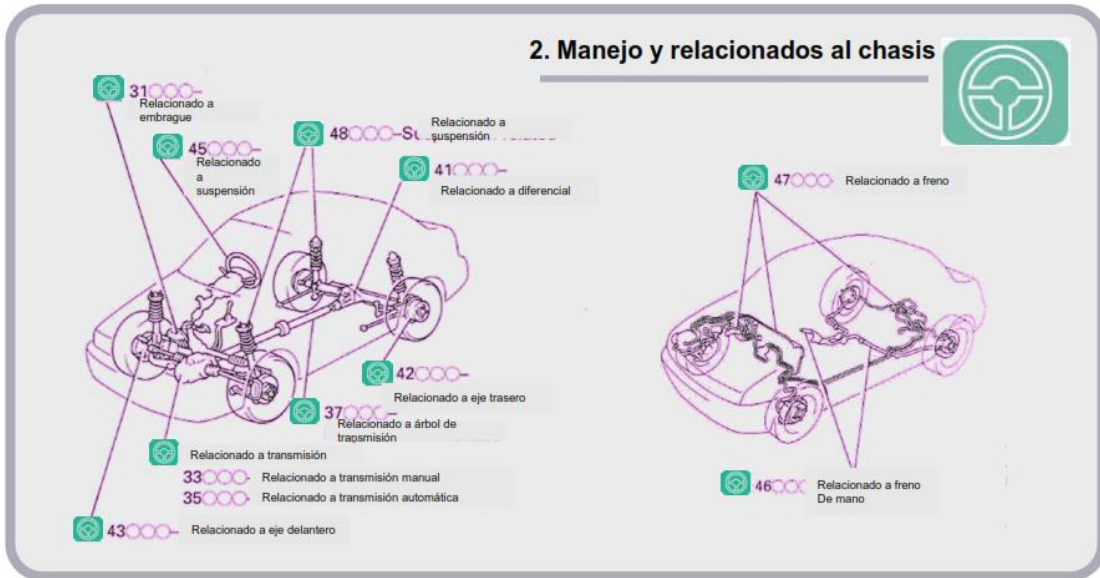 2. Manejo y relacionados al chasis
31○○○–
Relacionado a
embrague
45○○○–
Relacionado
a
suspensión
48○○○–Su
Relacionado a
suspensión
41○○○–
Relacionado a diferencial
47○○○-
Relacionado a freno
42○○○–
Relacionado a eje trasero
37○○○–
Relacionado a árbol de
trapsmisión
Relacionado a transmisión
33○○○- Relacionado a transmisión manual
35○○○- Relacionado a transmisión automática
43○○○– Relacionado a eje delantero
46○○○
Relacionado a freno
De mano